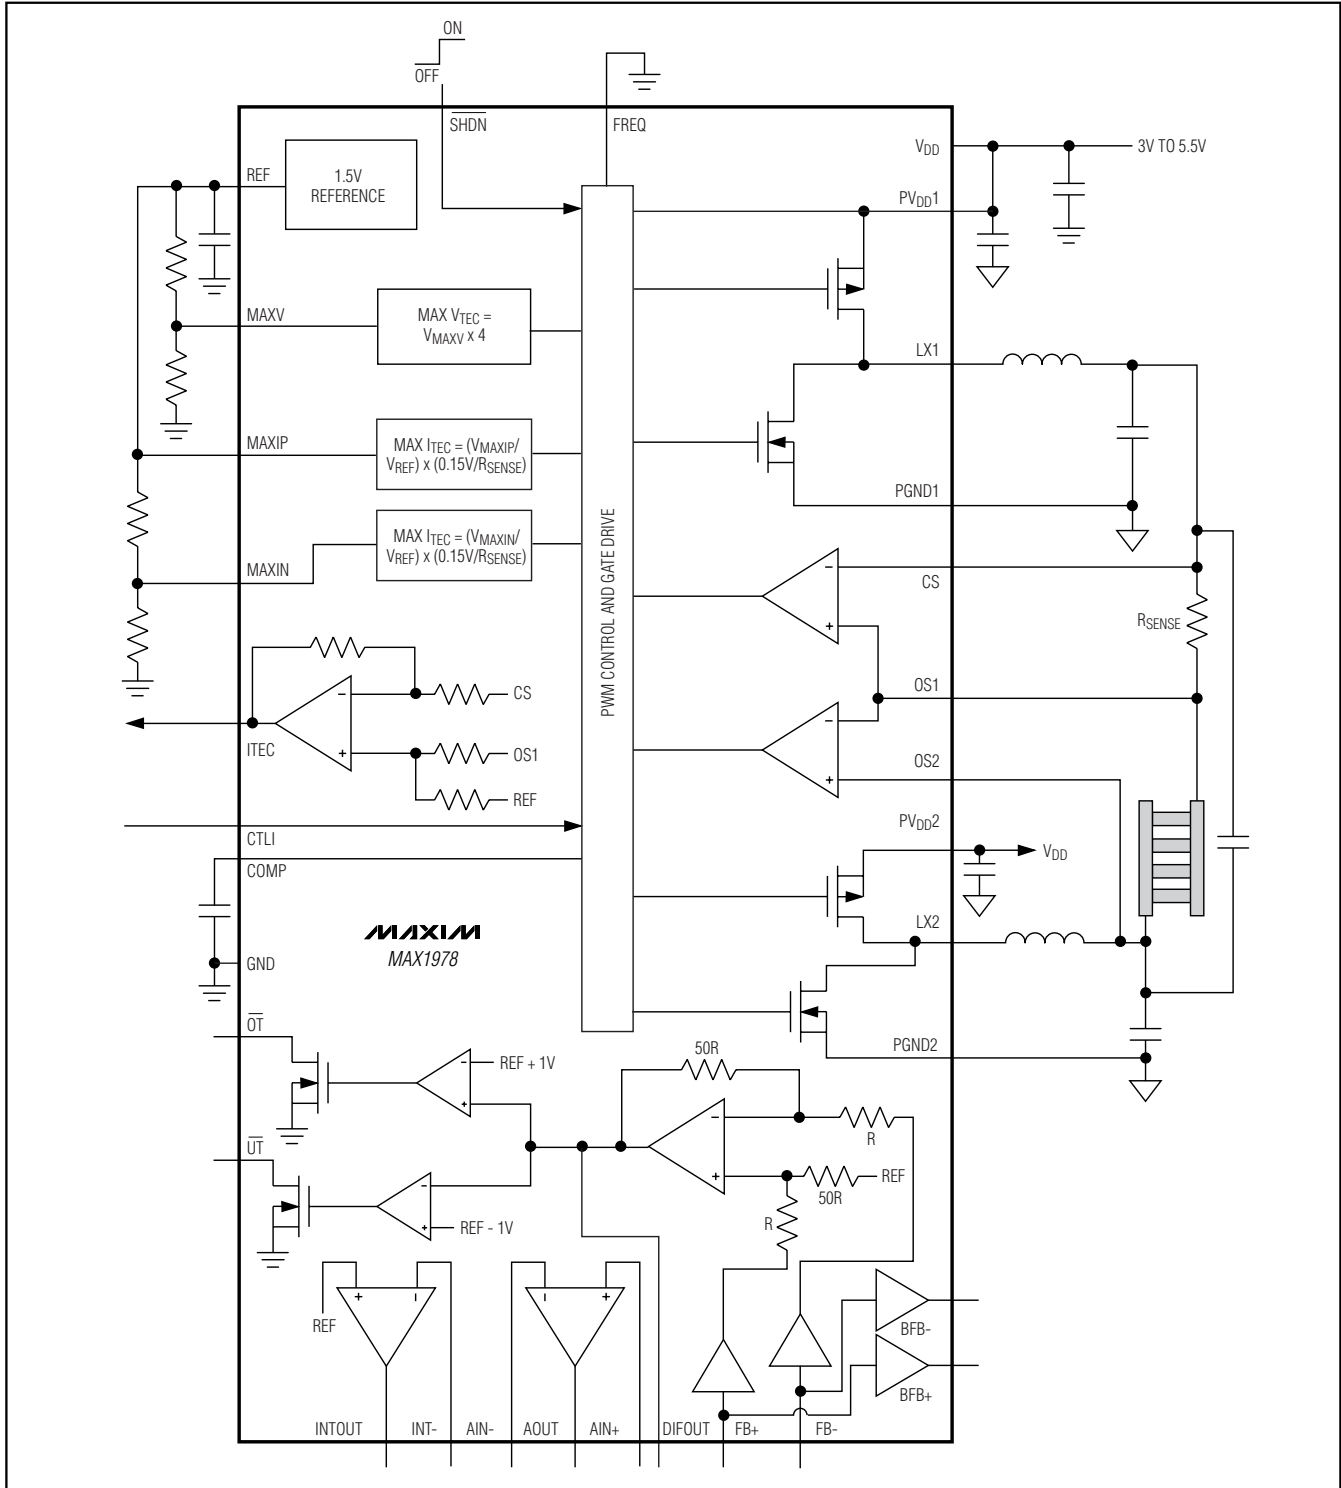 ON
OFF
SHDN
FREQ
VDD
3V TO 5.5V
REF
1.5V
REFERENCE
PVDD1
MAXV
MAX VTEC =
VMAXV x 4
LX1
MAXIP
MAX ITEC = (VMAXIP/
VREF) x (0.15V/RSENSE)
PGND1
MAXIN
MAX ITEC = (VMAXIN/
VREF) x (0.15V/RSENSE)
PWM CONTROL AND GATE DRIVE
-
CS
+
RSENSE
-
CS
OS1
-
ITEC
+
OS1
OS2
+
REF
CTLI
PVDD2
COMP
VDD
MAXIM
MAX1978
LX2
GND
OT
PGND2
-
REF + 1V
50R
+
-
R
UT
-
+
REF
50R
R
+
REF - 1V
+
-
-
+
REF
BFB-
BFB+
INTOUT
INT-
AIN-
AOUT
AIN+
DIFOUT
FB+
FB-